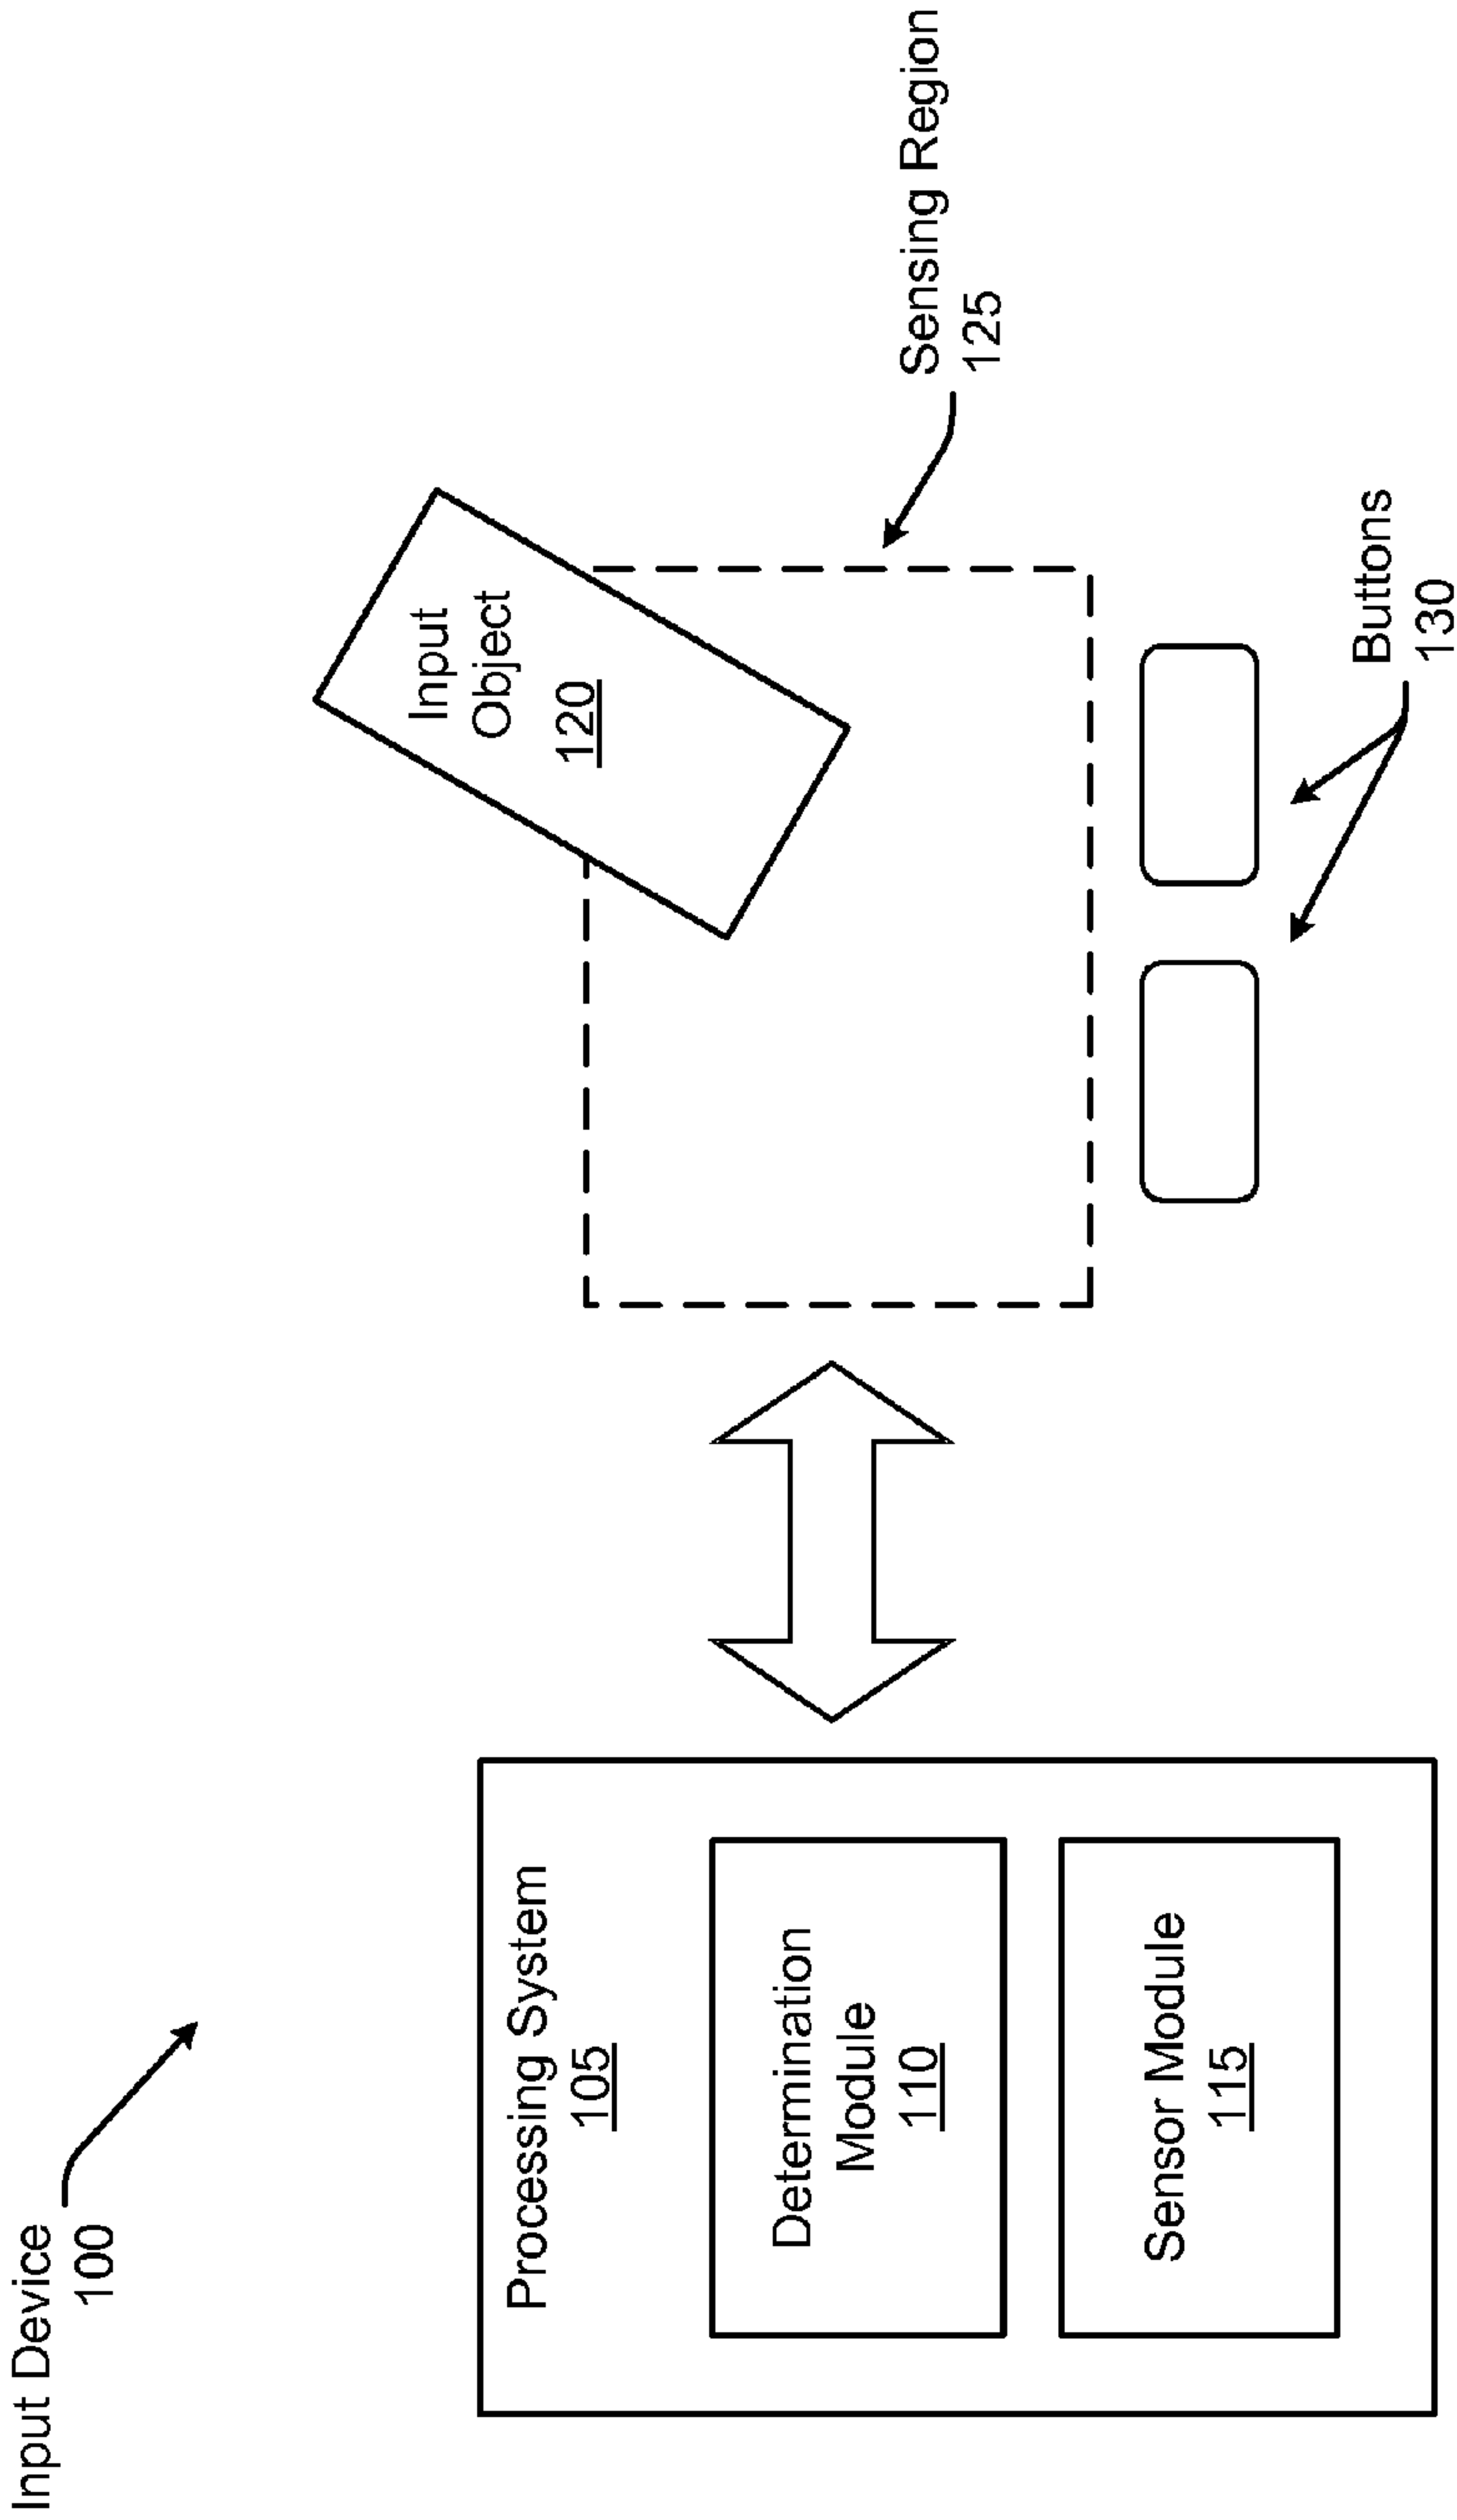 Input Device
100
Processing System
105
Determination
Module
110
Sensor Module
115
Input
Object
120
Sensing Region
125
Buttons
130